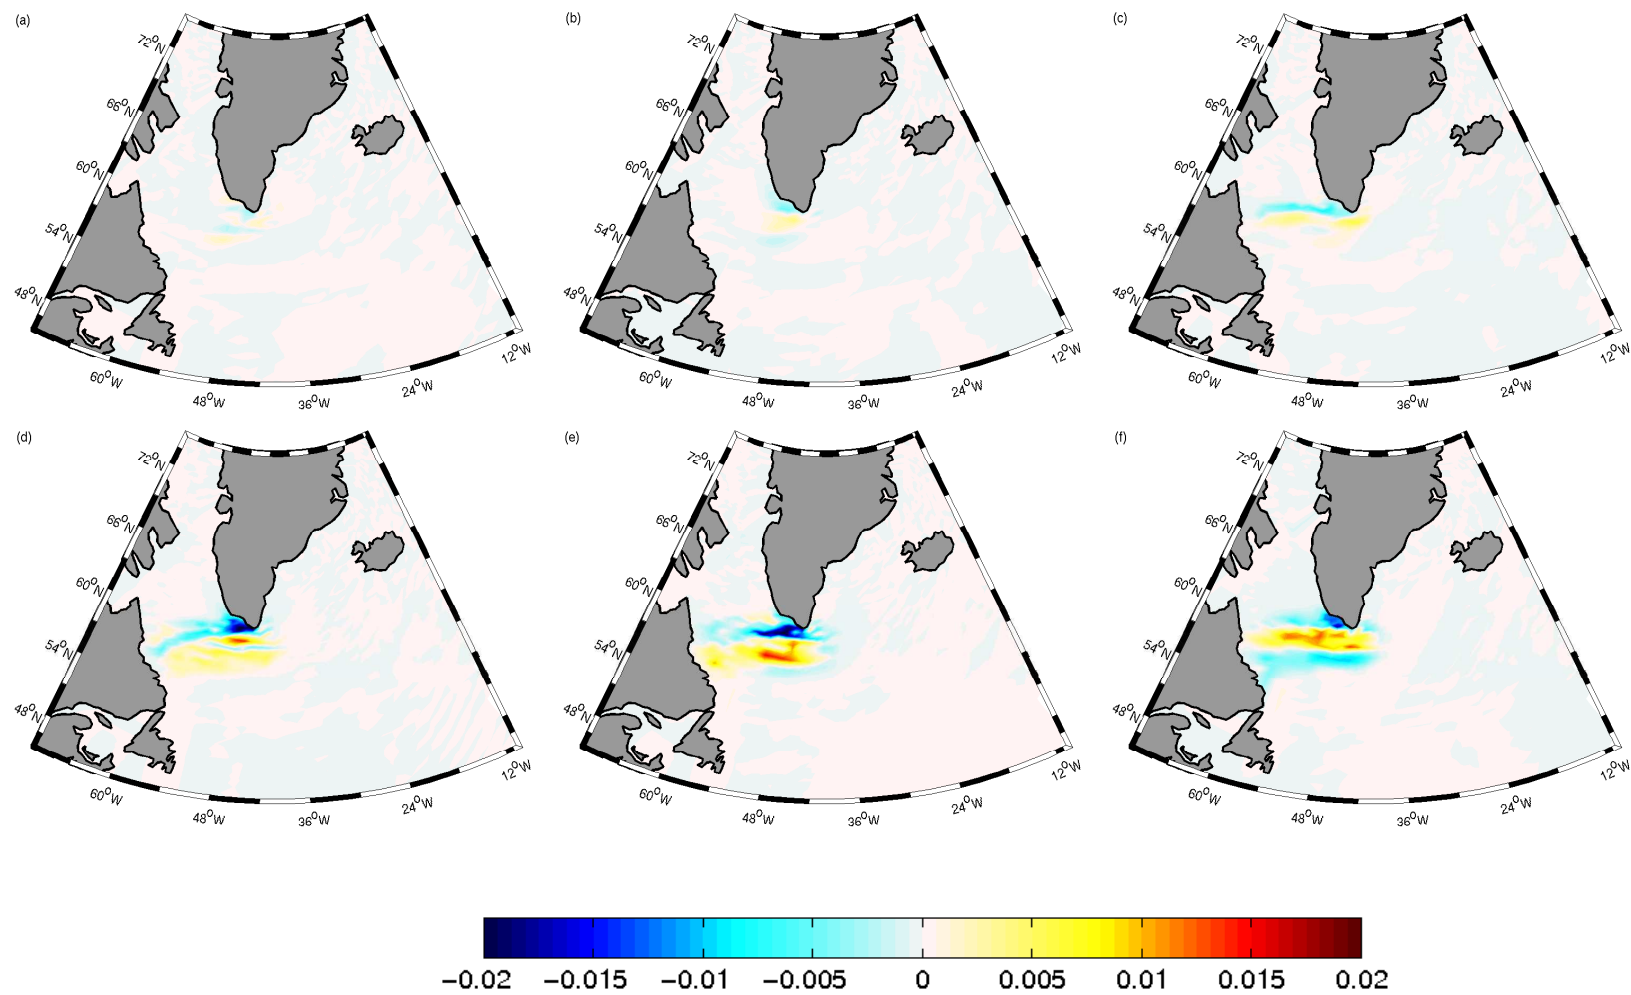 (a) (b) (c)
72°N 72°N 72°N
66°N 66°N 66°N
60°N 60°N 60°N
54°N 54°N 54°N
48°N 48°N 48°N
60°W 48°W 36°W 24°W 12°W 60°W 48°W 36°W 24°W 12°W 60°W 48°W 36°W 24°W 12°W
(d) (e) (f)
72°N 72°N 72°N
66°N 66°N 66°N
60°N 60°N 60°N
54°N 54°N 54°N
48°N 48°N 48°N
60°W 48°W 36°W 24°W 12°W 60°W 48°W 36°W 24°W 12°W 60°W 48°W 36°W 24°W 12°W
−0.02 −0.015 −0.01 −0.005 0 0.005 0.01 0.015 0.02